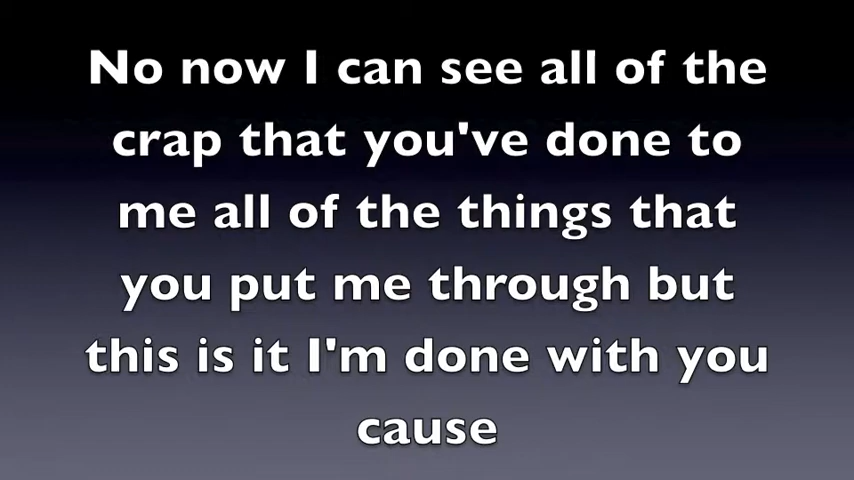 No now I can see all of the
crap that you've done to
me all of the things that
you put me through but
this is it I'm done with you
cause